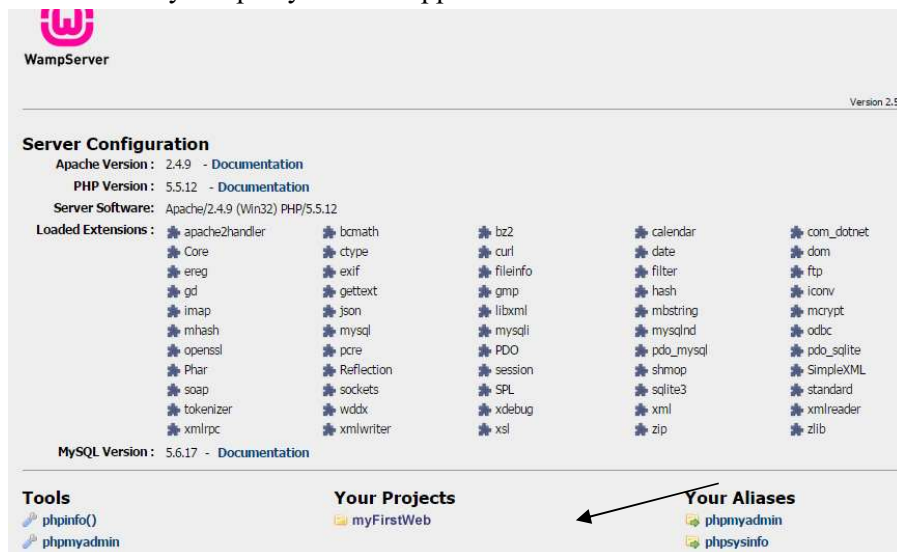 WampServer
Version 2.5
Server Configuration
Apache Version : 2.4.9 - Documentation
PHP Version : 5.5.12 - Documentation
Server Software: Apache/2.4.9 (Win32) PHP/5.5.12
Loaded Extensions : apache2handler bcmath bz2 calendar com_dotnet
Core ctype curl date dom
ereg exif fileinfo filter ftp
gd gettext gmp hash iconv
imap json libxml mbstring mcrypt
mhash mysql mysqli mysqlnd odbc
openssl pcre PDO pdo_mysql pdo_sqlite
Phar Reflection session shmop SimpleXML
soap sockets SPL sqlite3 standard
tokenizer wddx xdebug xml xmlreader
xmlrpc xmlwriter xsl zip zlib
MySQL Version : 5.6.17 - Documentation
Tools Your Projects Your Aliases
phpinfo() myFirstWeb phpmyadmin
phpmyadmin phpsysinfo